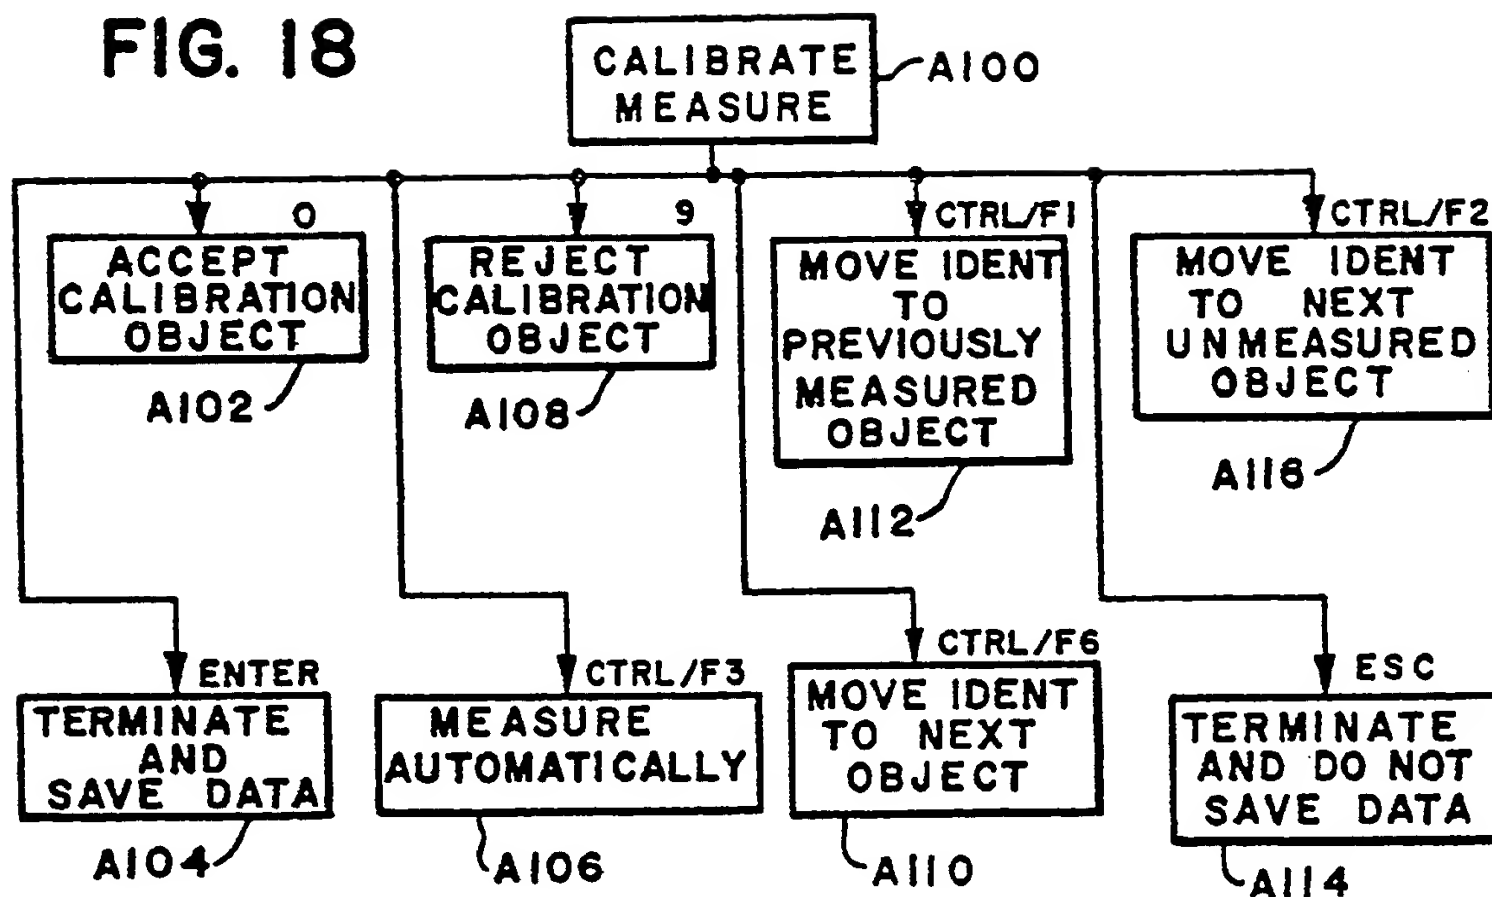 FIG. 18
CALIBRATE
MEASURE
A100
0
ACCEPT
CALIBRATION
OBJECT
A102
9
REJECT
CALIBRATION
OBJECT
A108
CTRL/F1
MOVE IDENT
TO
PREVIOUSLY
MEASURED
OBJECT
A112
CTRL/F2
MOVE IDENT
TO NEXT
UNMEASURED
OBJECT
A116
ENTER
TERMINATE
AND
SAVE DATA
A104
CTRL/F3
MEASURE
AUTOMATICALLY
A106
CTRL/F6
MOVE IDENT
TO NEXT
OBJECT
A110
ESC
TERMINATE
AND DO NOT
SAVE DATA
A114